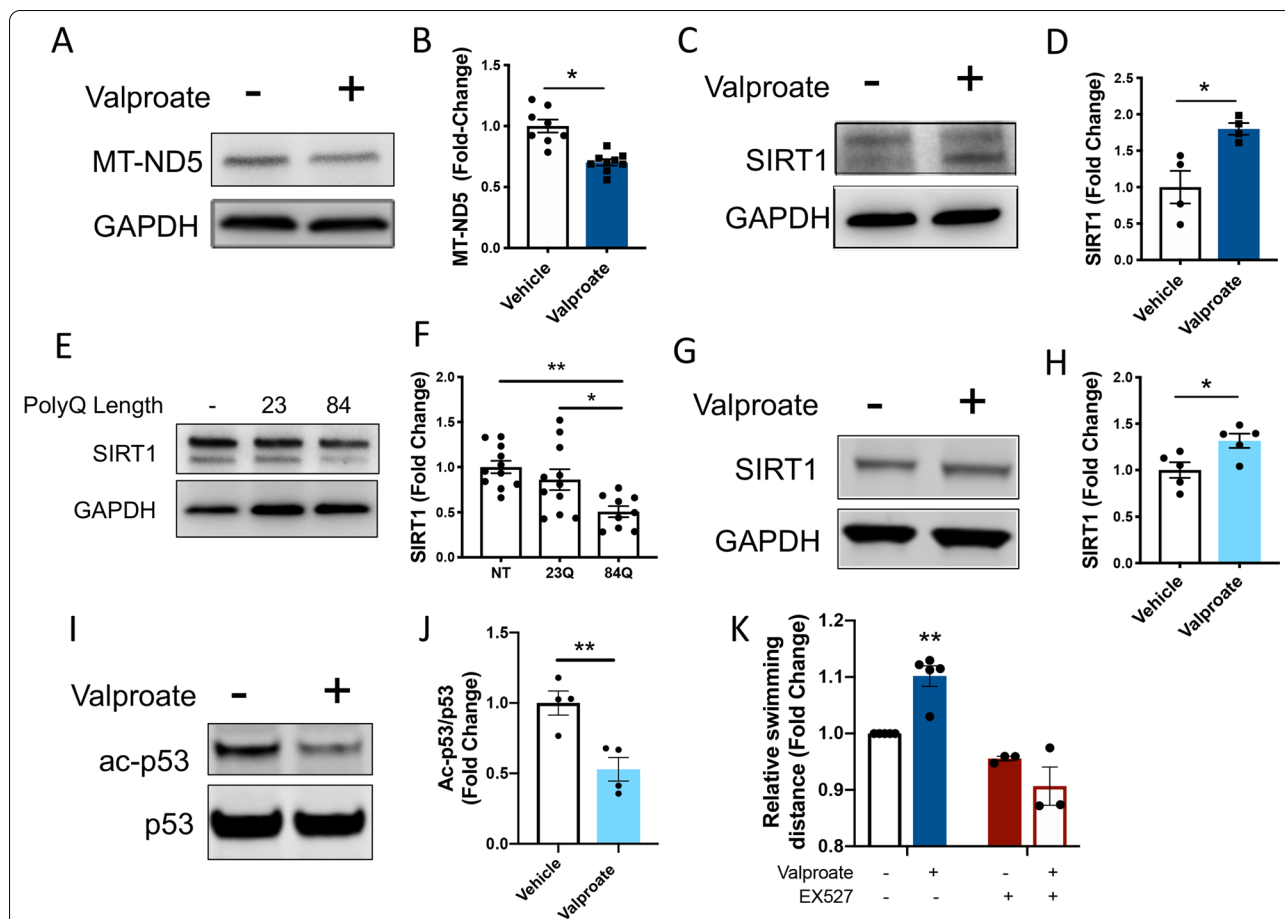 A
Valproate - +
MT-ND5
GAPDH
B
MT-ND5 (Fold-Change)
1.5
1.0
0.5
0.0
*
Vehicle
Valproate
C
Valproate - +
SIRT1
GAPDH
D
SIRT1 (Fold Change)
2.5
2.0
1.5
1.0
0.5
0.0
*
Vehicle
Valproate
E
PolyQ Length - 23 84
SIRT1
GAPDH
F
SIRT1 (Fold Change)
2.0
1.5
1.0
0.5
0.0
**
*
NT 23Q 84Q
G
Valproate - +
SIRT1
GAPDH
H
SIRT1 (Fold Change)
2.0
1.5
1.0
0.5
0.0
*
Vehicle
Valproate
I
Valproate - +
ac-p53
p53
J
Ac-p53/p53
(Fold Change)
1.5
1.0
0.5
0.0
**
Vehicle
Valproate
K
Relative swimming
distance (Fold Change)
1.2
1.1
1.0
0.9
0.8
**
Valproate - + - +
EX527 - - + +